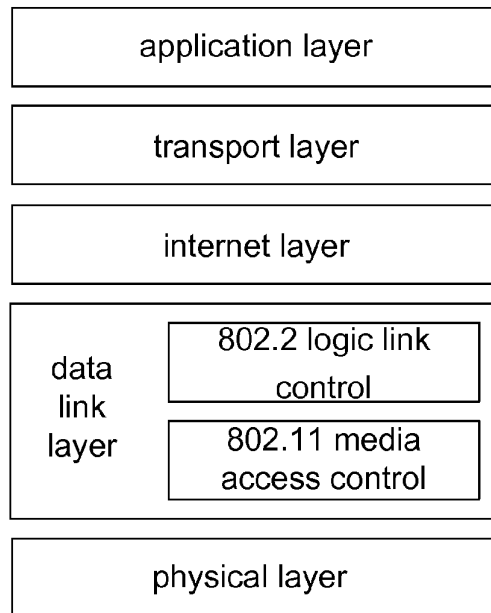 application layer
transport layer
internet layer
data
link
layer
802.2 logic link
control
802.11 media
access control
physical layer